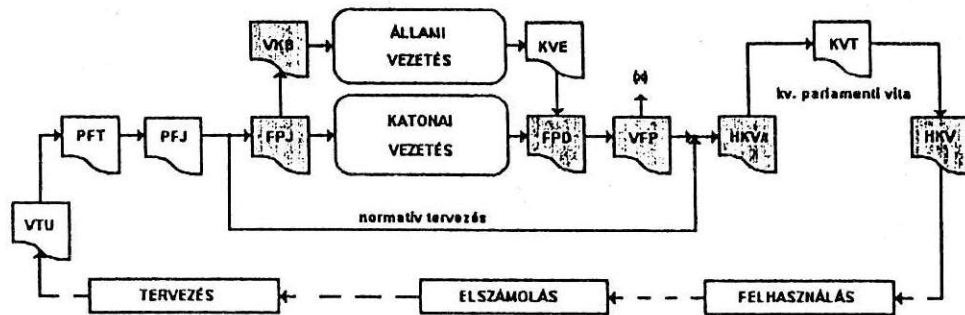 VKB
ÁLLAMI
VEZETÉS
KVE
KVT
(x)
kv. parlamenti vita
PFT
PFJ
FPJ
KATONAI
VEZETÉS
FPD
VFP
HKV
VTU
normatív tervezés
TERVEZÉS
ELSZÁMOLÁS
FELHASZNÁLÁS